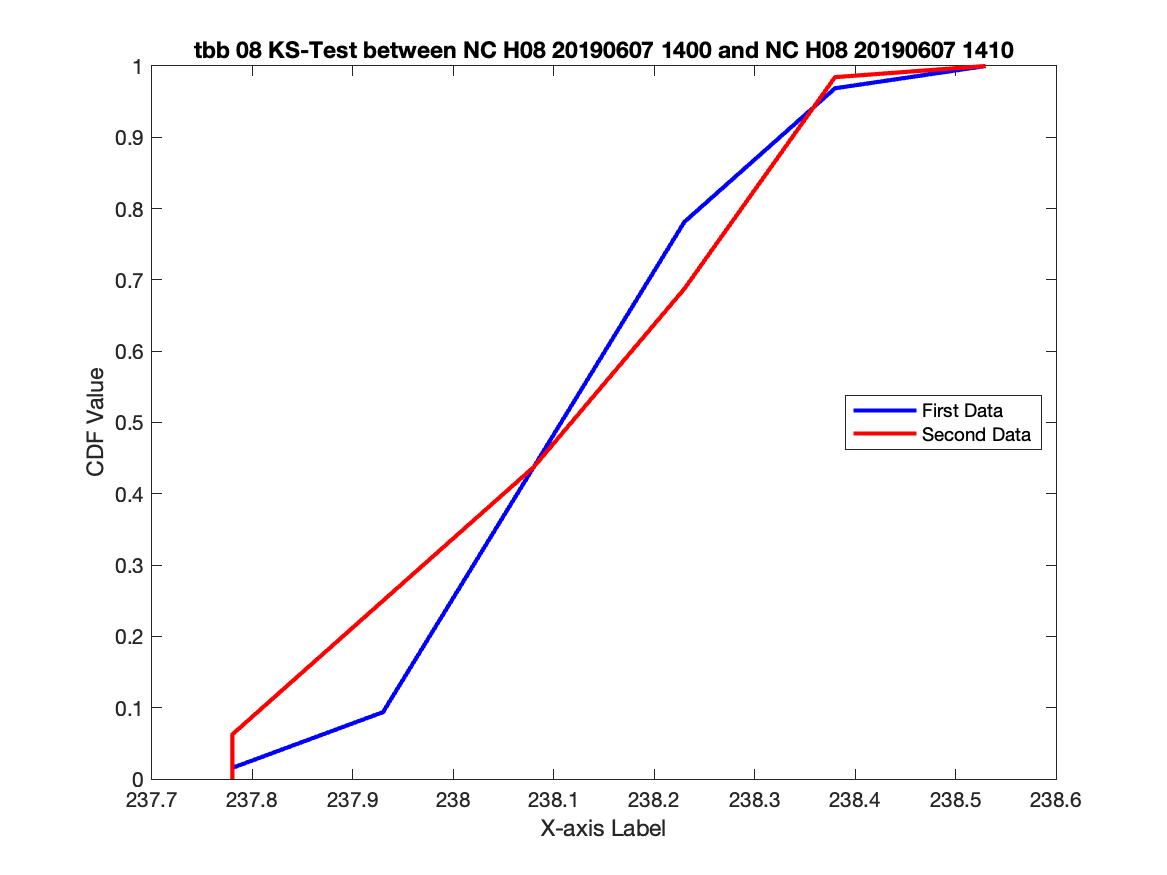 tbb 08 KS-Test between NC H08 20190607 1400 and NC H08 20190607 1410
1
0.9
0.8
0.7
0.6
0.5
0.4
0.3
0.2
0.1
0
CDF Value
First Data
Second Data
237.7 237.8 237.9 238 238.1 238.2 238.3 238.4 238.5 238.6
X-axis Label